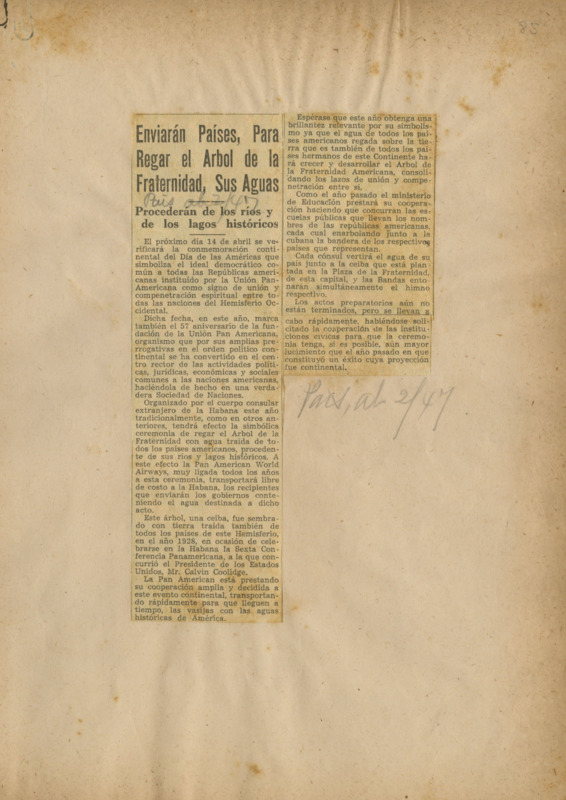 85
Enviarán Países, Para
Regar el Arbol de la
Fraternidad, Sus Aguas
Procederán de los ríos y
de los lagos históricos
El próximo día 14 de abril se ve-
rificará la conmemoración conti-
nental del Día de las Américas que
simboliza el ideal democrático co-
mún a todas las Repúblicas ameri-
canas instituído por la Unión Pan-
Americana como signo de unión y
compenetración espiritual entre to-
das las naciones del Hemisferio Oc-
cidental.
Dicha fecha, en este año, marca
también el 57 aniversario de la fun-
dación de la Unión Pan Americana,
organismo que por sus amplias pre-
rrogativas en el orden político con-
tinental se ha convertido en el cen-
tro rector de las actividades políti-
cas, jurídicas, económicas y sociales
comunes a las naciones americanas,
haciéndola de hecho en una verda-
dera Sociedad de Naciones.
Organizado por el cuerpo consular
extranjero de la Habana este año
tradicionalmente, como en otros an-
teriores, tendrá efecto la simbólica
ceremonia de regar el Arbol de la
Fraternidad con agua traída de to-
dos los países americanos, proceden-
te de sus ríos y lagos históricos. A
este efecto la Pan American World
Airways, muy ligada todos los años
a esta ceremonia, transportará libre
de costo a la Habana, los recipientes
que enviarán los gobiernos conte-
niendo el agua destinada a dicho
acto.
Este árbol, una ceiba, fue sembra-
do con tierra traída también de
todos los países de este Hemisferio,
en el año 1928, en ocasión de cele-
brarse en la Habana la Sexta Con-
ferencia Panamericana, a la que con-
currió el Presidente de los Estados
Unidos, Mr. Calvin Coolidge.
La Pan American está prestando
su cooperación amplia y decidida a
este evento continental, transportan-
do rápidamente para que lleguen a
tiempo, las vasijas con las aguas
históricas de América.
Espérase que este año obtenga una
brillantez relevante por su simbolis-
mo ya que el agua de todos los paí-
ses americanos regada sobre la tie-
rra que es también de todos los paí-
ses hermanos de este Continente ha-
rá crecer y desarrollar el Arbol de
la Fraternidad Americana, consoli-
dando los lazos de unión y compe-
netración entre sí.
Como el año pasado el ministerio
de Educación prestará su coopera-
ción haciendo que concurran las es-
cuelas públicas que llevan los nom-
bres de las repúblicas americanas,
cada cual enarbolando junto a la
cubana la bandera de los respectivos
países que representan.
Cada cónsul vertirá el agua de su
país junto a la ceiba que está plan-
tada en la Plaza de la Fraternidad,
de esta capital, y las Bandas ento-
narán simultáneamente el himno
respectivo.
Los actos preparatorios aún no
están terminados, pero se llevan a
cabo rápidamente, habiéndose soli-
citado la cooperación de las institu-
ciones cívicas para que la ceremo-
nia tenga, si es posible, aún mayor
lucimiento que el año pasado en que
constituyó un éxito cuya proyección
fue continental.
País, ab 2/47